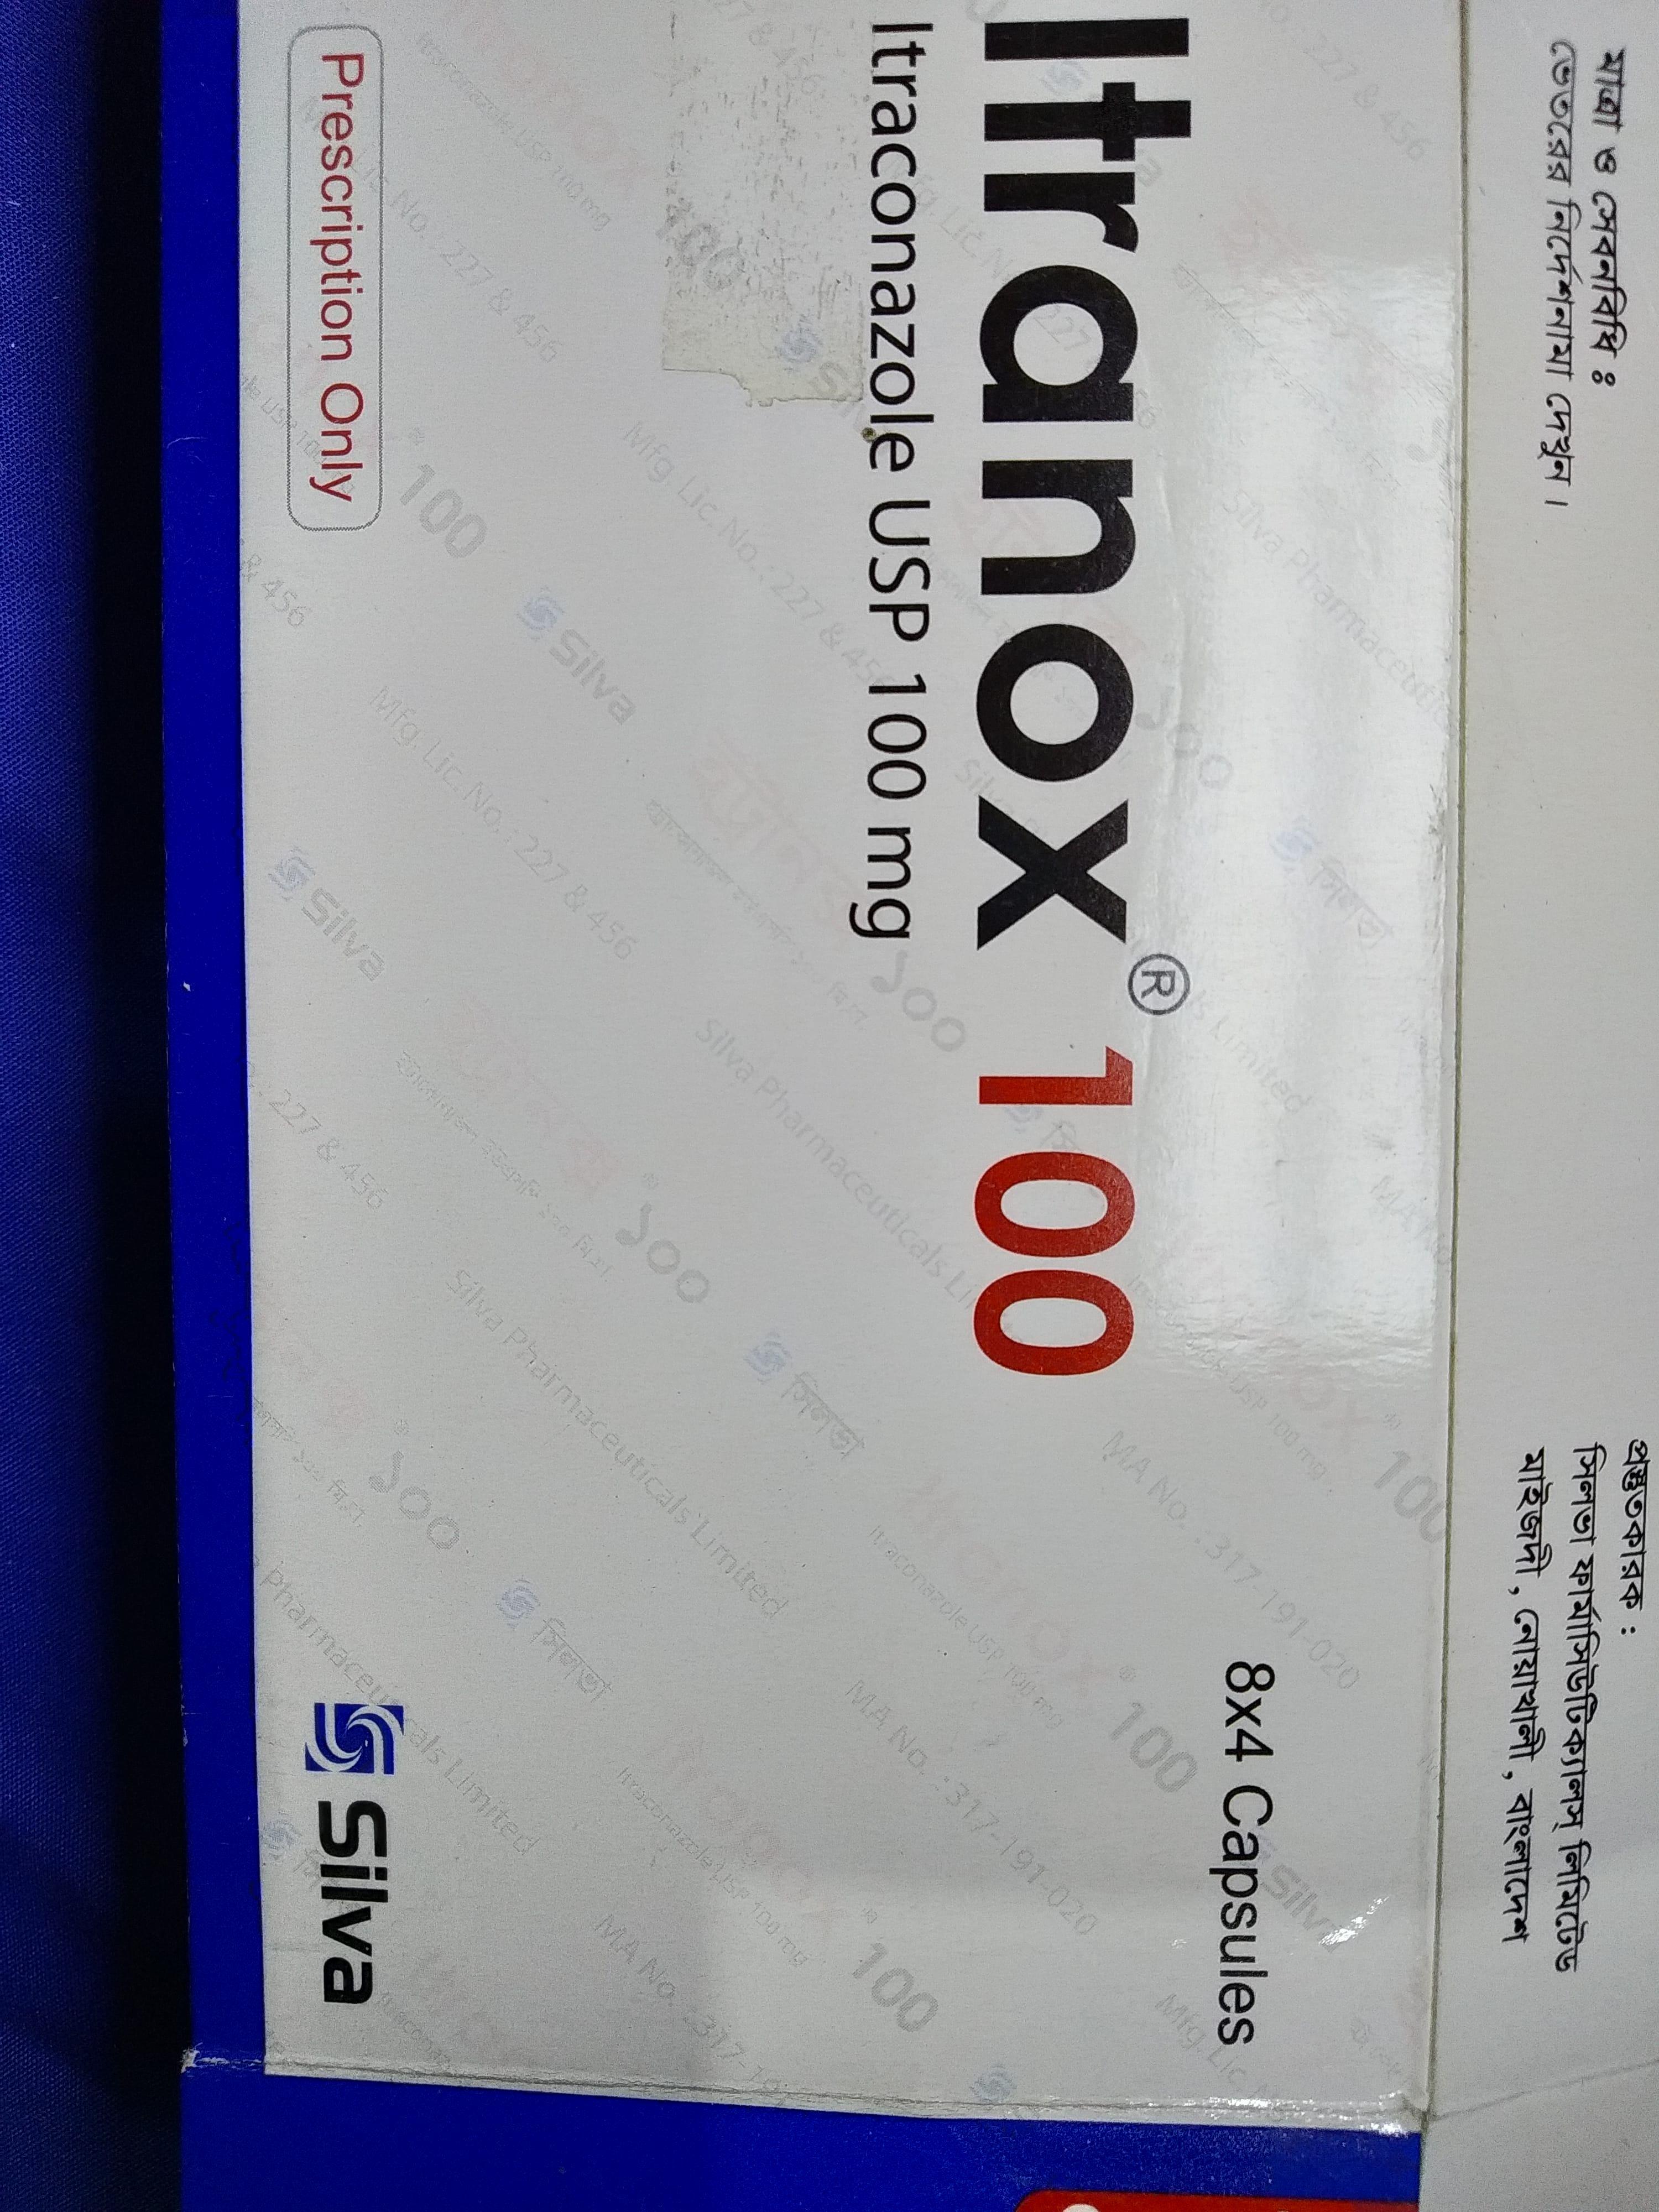 মাত্রা ও সেবনবিধি ঃ
ভেতরের নির্দেশনামা দেখুন।
প্রস্তুতকারক :
সিলভা ফার্মাসিউটিক্যালস্ লিমিটেড
মাইজদী, নোয়াখালী, বাংলাদেশ
8x4 Capsules
Itranox® 100
Itraconazole USP 100 mg
Prescription Only
Silva